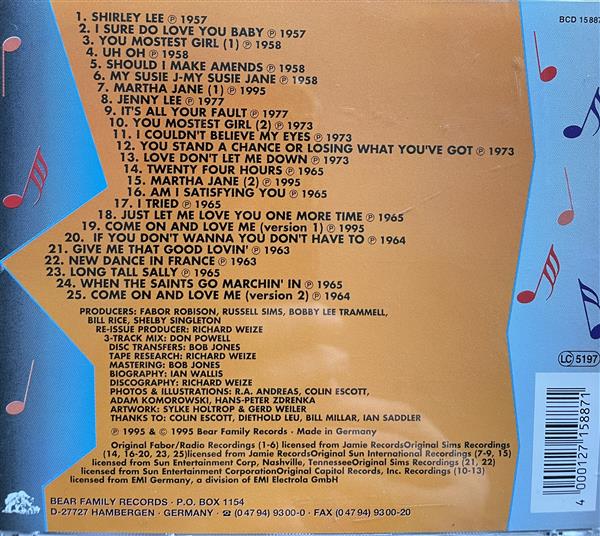 BCD 15887
1. SHIRLEY LEE ℗ 1957
2. I SURE DO LOVE YOU BABY ℗ 1957
3. YOU MOSTEST GIRL (1) ℗ 1958
4. UH OH ℗ 1958
5. SHOULD I MAKE AMENDS ℗ 1958
6. MY SUSIE J-MY SUSIE JANE ℗ 1958
7. MARTHA JANE (1) ℗ 1995
8. JENNY LEE ℗ 1977
9. IT'S ALL YOUR FAULT ℗ 1977
10. YOU MOSTEST GIRL (2) ℗ 1973
11. I COULDN'T BELIEVE MY EYES ℗ 1973
12. YOU STAND A CHANCE OR LOSING WHAT YOU'VE GOT ℗ 1973
13. LOVE DON'T LET ME DOWN ℗ 1973
14. TWENTY FOUR HOURS ℗ 1965
15. MARTHA JANE (2) ℗ 1995
16. AM I SATISFYING YOU ℗ 1965
17. I TRIED ℗ 1965
18. JUST LET ME LOVE YOU ONE MORE TIME ℗ 1965
19. COME ON AND LOVE ME (version 1) ℗ 1995
20. IF YOU DON'T WANNA YOU DON'T HAVE TO ℗ 1964
21. GIVE ME THAT GOOD LOVIN' ℗ 1963
22. NEW DANCE IN FRANCE ℗ 1963
23. LONG TALL SALLY ℗ 1965
24. WHEN THE SAINTS GO MARCHIN' IN ℗ 1965
25. COME ON AND LOVE ME (version 2) ℗ 1964
PRODUCERS: FABOR ROBISON, RUSSELL SIMS, BOBBY LEE TRAMMELL,
BILL RICE, SHELBY SINGLETON
RE-ISSUE PRODUCER: RICHARD WEIZE
3-TRACK MIX: DON POWELL
DISC TRANSFERS: BOB JONES
TAPE RESEARCH: RICHARD WEIZE
MASTERING: BOB JONES
BIOGRAPHY: IAN WALLIS
DISCOGRAPHY: RICHARD WEIZE
PHOTOS & ILLUSTRATIONS: R.A. ANDREAS, COLIN ESCOTT,
ADAM KOMOROWSKI, HANS-PETER ZDRENKA
ARTWORK: SYLKE HOLTROP & GERD WEILER
THANKS TO: COLIN ESCOTT, DIETHOLD LEU, BILL MILLAR, IAN SADDLER
℗ 1995 & © 1995 Bear Family Records - Made in Germany
Original Fabor/Radio Recordings (1-6) licensed from Jamie RecordsOriginal Sims Recordings
(14, 16-20, 23, 25)licensed from Jamie RecordsOriginal Sun International Recordings (7-9, 15)
licensed from Sun Entertainment Corp, Nashville, TennesseeOriginal Sims Recordings (21, 22)
licensed from Sun Entertainment CorporationOriginal Capitol Records, Inc. Recordings (10-13)
licensed from EMI Germany, a division of EMI Electrola GmbH
BEAR FAMILY RECORDS - P.O. BOX 1154
D-27727 HAMBERGEN - GERMANY - ☎ (0 47 94) 93 00-0 - FAX (0 47 94) 93 00-20
LC 5197
4 000127 158871